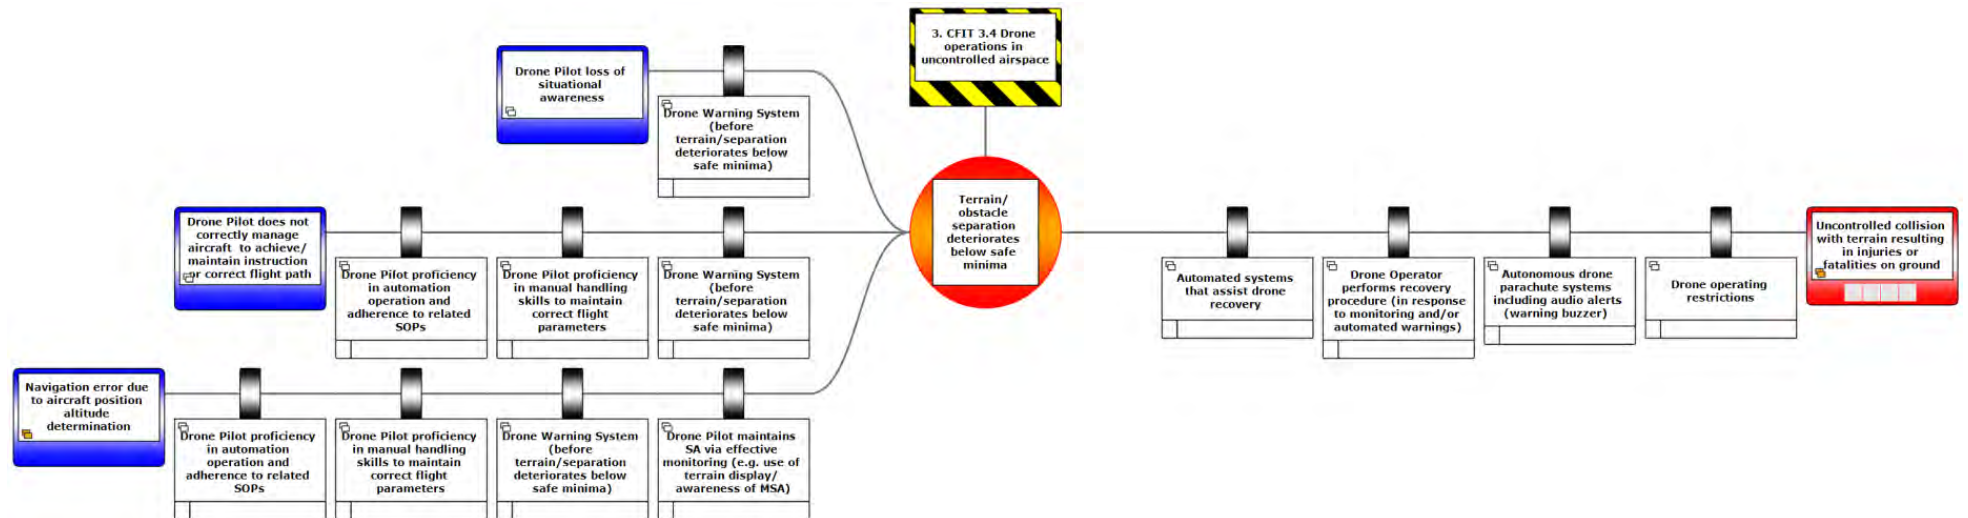 3. CFIT 3.4 Drone
operations in
uncontrolled airspace
Drone Pilot loss of
situational
awareness
Drone Warning System
(before
terrain/separation
deteriorates below
safe minima)
Terrain/
obstacle
separation
deteriorates
below safe
minima
Drone Pilot does not
correctly manage
aircraft to achieve/
maintain instruction
or correct flight path
Drone Pilot proficiency
in automation
operation and
adherence to related
SOPs
Drone Pilot proficiency
in manual handling
skills to maintain
correct flight
parameters
Drone Warning System
(before
terrain/separation
deteriorates below
safe minima)
Automated systems
that assist drone
recovery
Drone Operator
performs recovery
procedure (in response
to monitoring and/or
automated warnings)
Autonomous drone
parachute systems
including audio alerts
(warning buzzer)
Drone operating
restrictions
Uncontrolled collision
with terrain resulting
in injuries or
fatalities on ground
Navigation error due
to aircraft position
altitude
determination
Drone Pilot proficiency
in automation
operation and
adherence to related
SOPs
Drone Pilot proficiency
in manual handling
skills to maintain
correct flight
parameters
Drone Warning System
(before
terrain/separation
deteriorates below
safe minima)
Drone Pilot maintains
SA via effective
monitoring (e.g. use of
terrain display/
awareness of MSA)